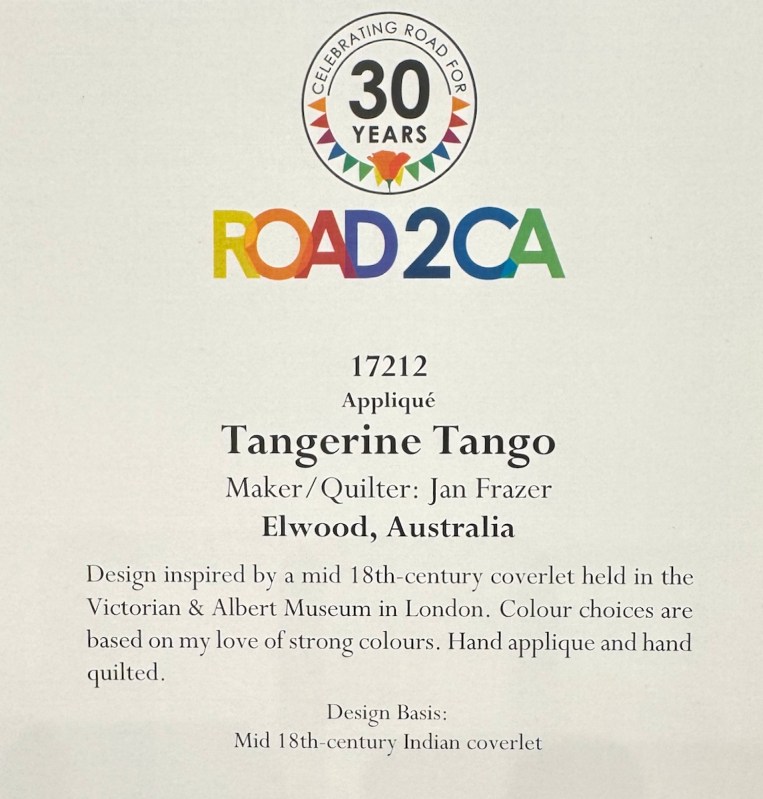 CELEBRATING ROAD FOR
30
YEARS
ROAD2CA
17212
Appliqué
Tangerine Tango
Maker/Quilter: Jan Frazer
Elwood, Australia
Design inspired by a mid 18th-century coverlet held in the
Victorian & Albert Museum in London. Colour choices are
based on my love of strong colours. Hand applique and hand
quilted.
Design Basis:
Mid 18th-century Indian coverlet